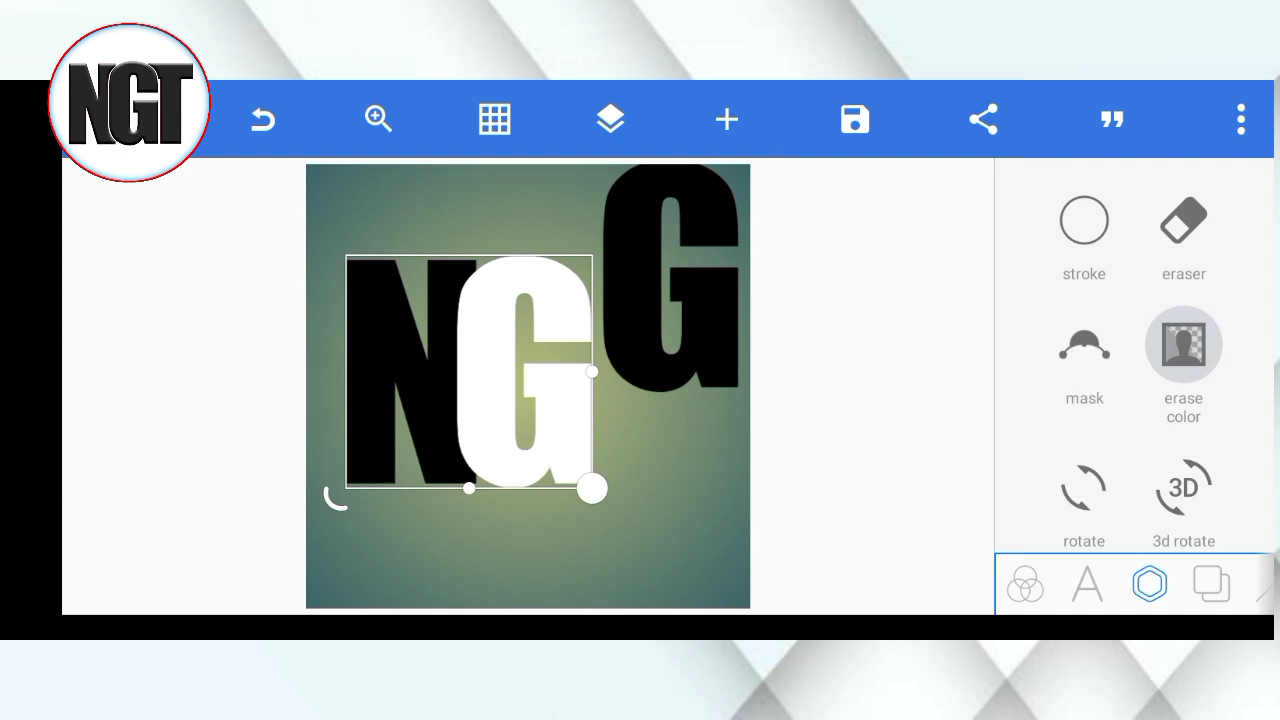 NGT
G
NG
stroke
eraser
mask
erase
color
3D
rotate
3d rotate
A